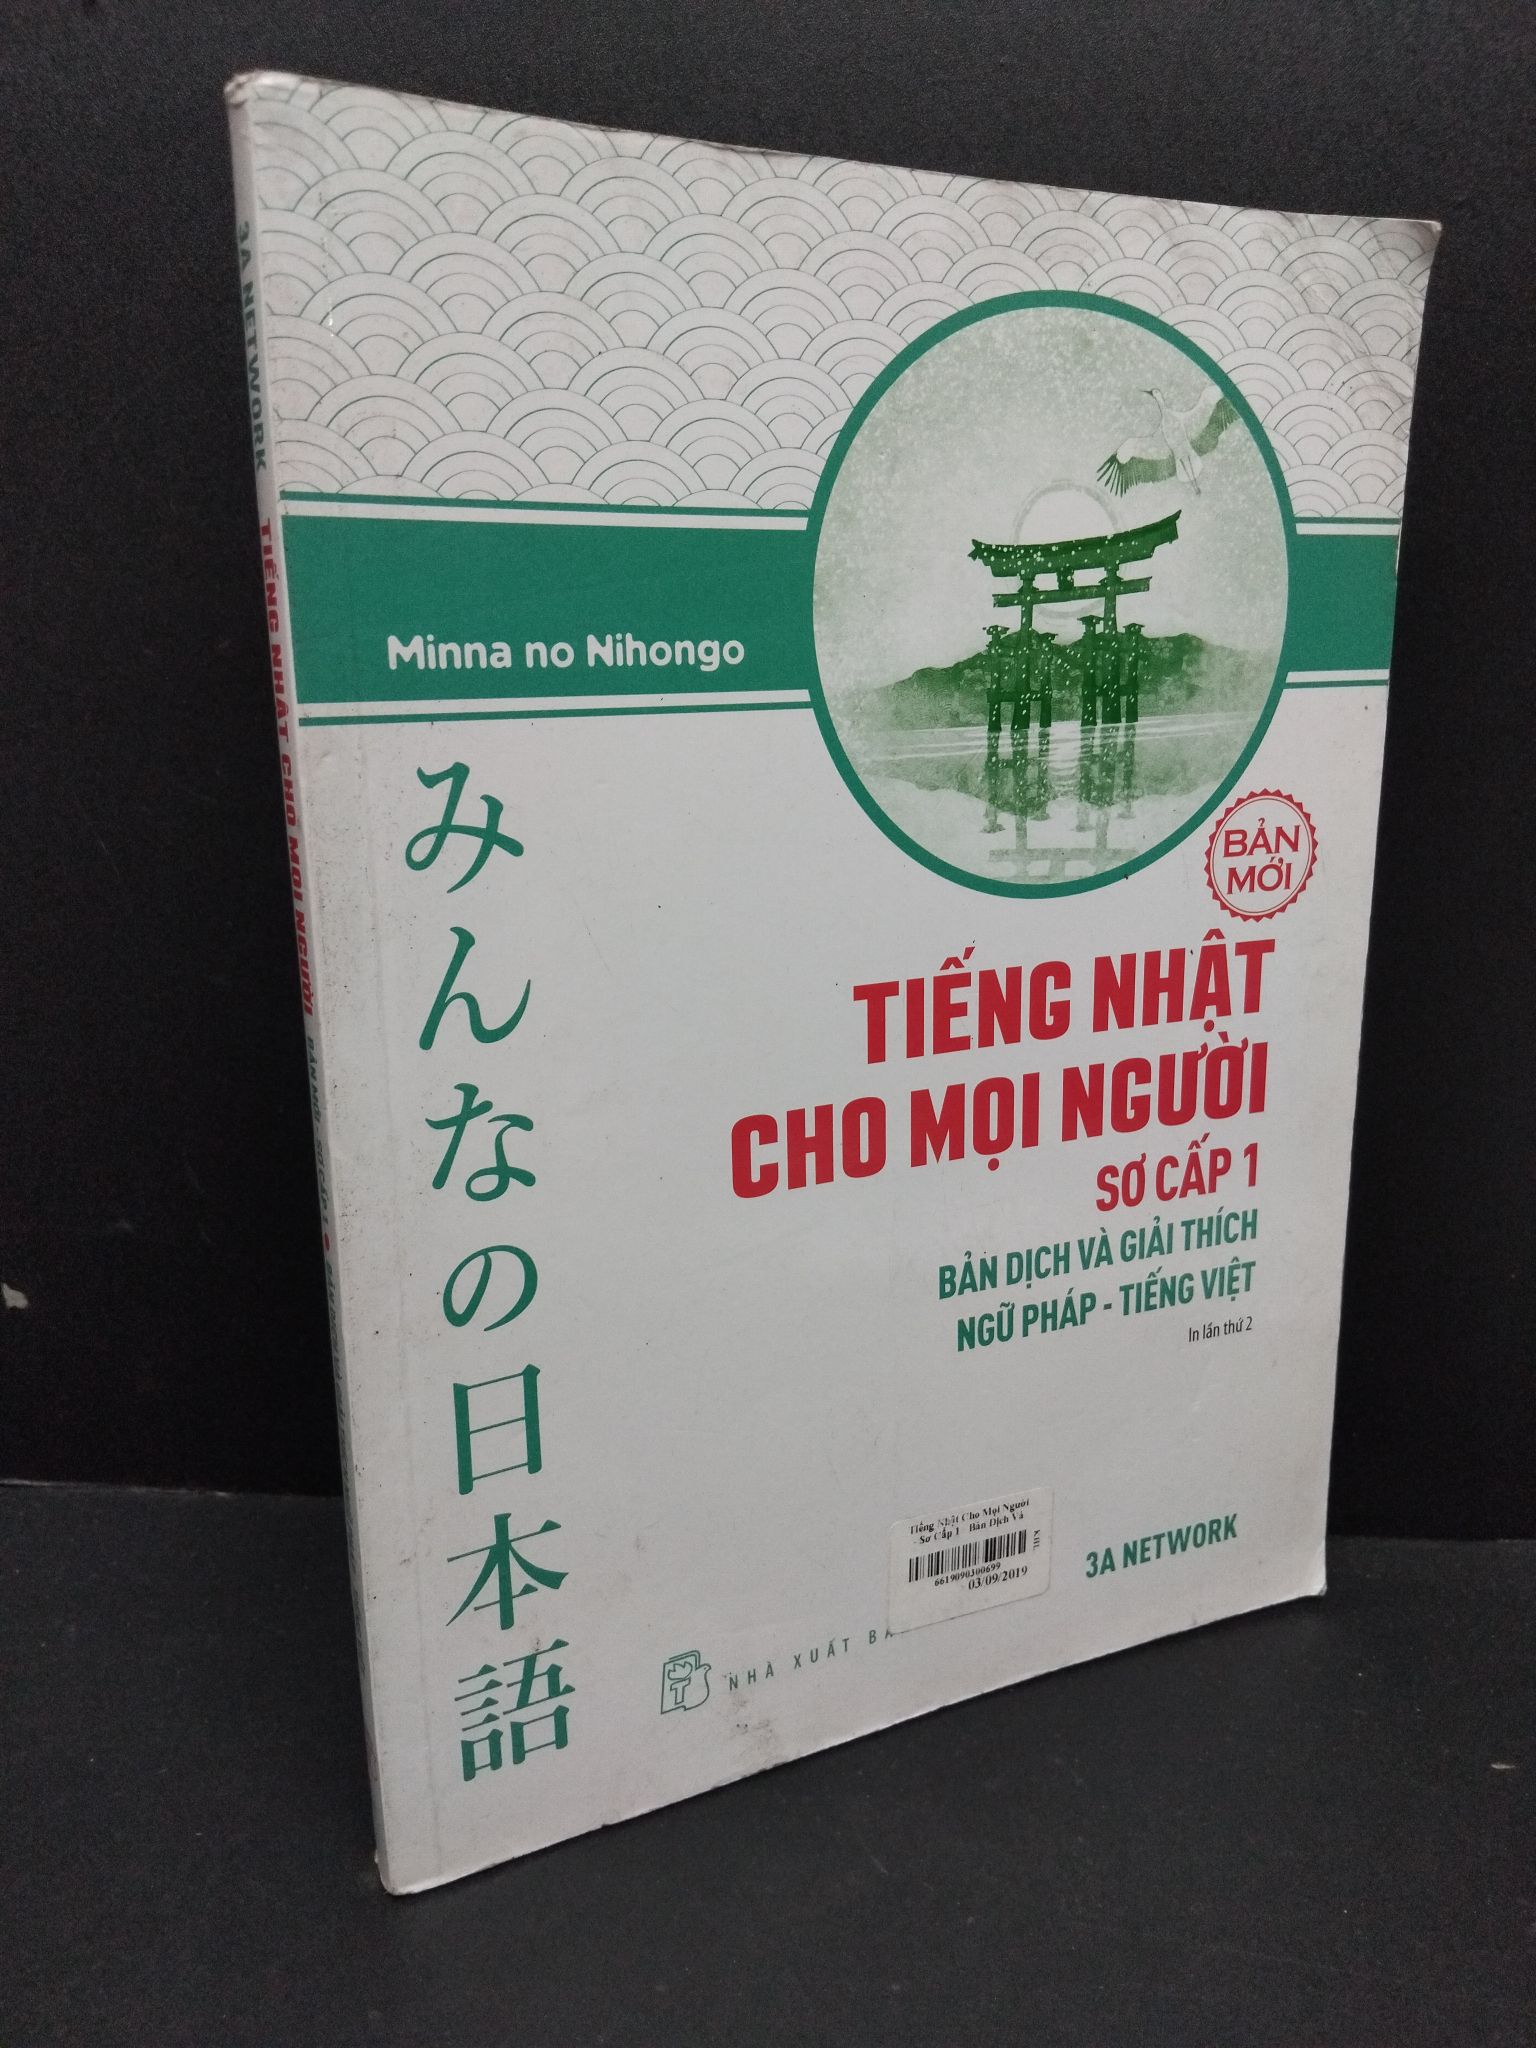 Minna no Nihongo
みんなの日本語
BẢN
MỚI
TIẾNG NHẬT
CHO MỌI NGƯỜI
SƠ CẤP 1
BẢN DỊCH VÀ GIẢI THÍCH
NGỮ PHÁP - TIẾNG VIỆT
In lần thứ 2
Tiếng Nhật Cho Mọi Người
- Sơ Cấp 1 - Bản Dịch Và
6619090300699
03/09/2019
3A NETWORK
T
NHÀ XUẤT
3A NETWORK TIẾNG NHẬT CHO MỌI NGƯỜI